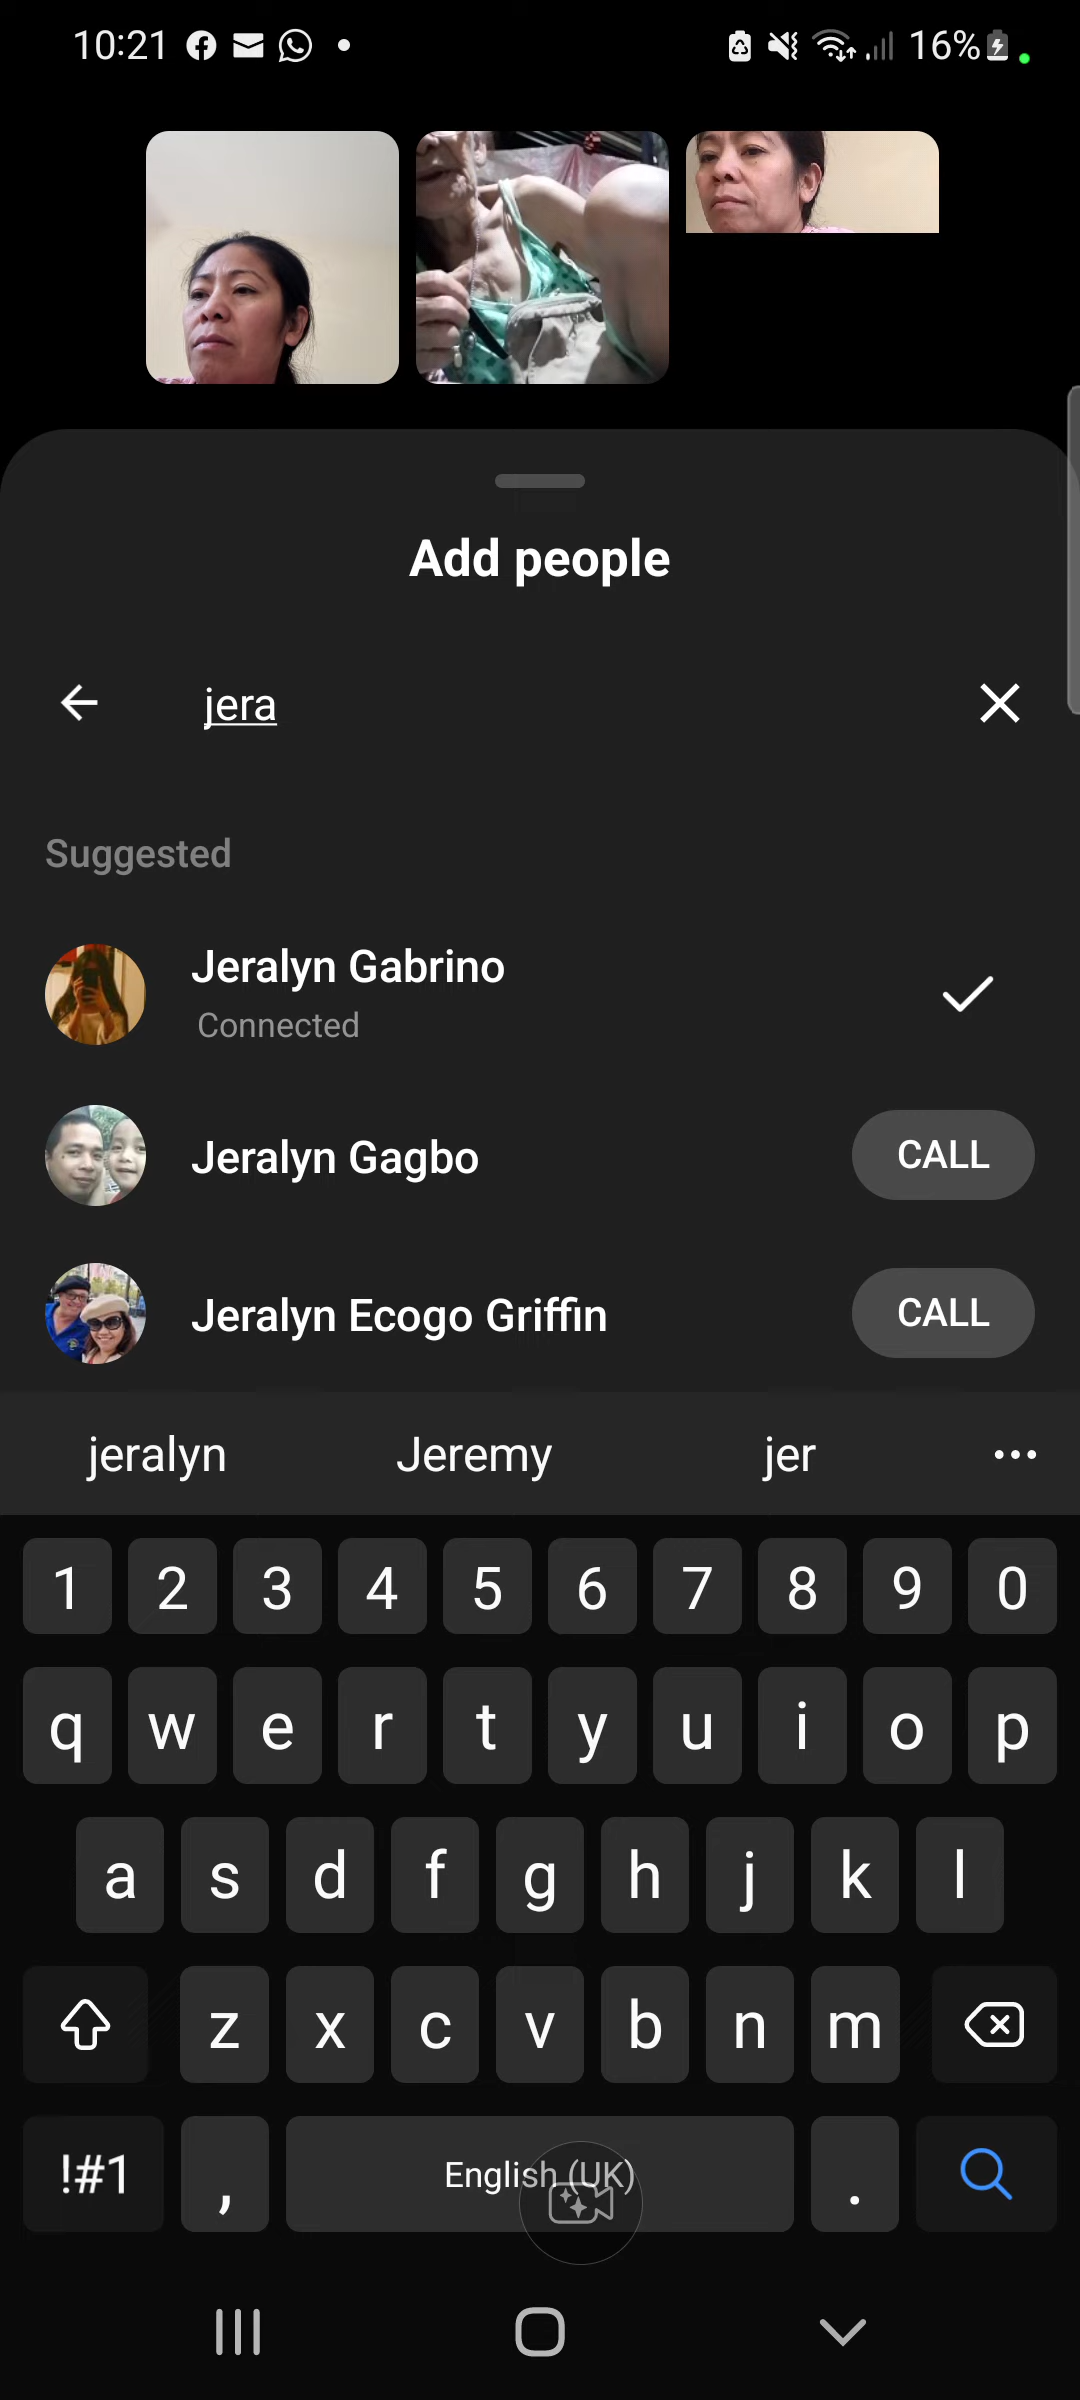 10:21
16%
Add people
jera
Suggested
Jeralyn Gabrino
Connected
Jeralyn Gagbo
CALL
Jeralyn Ecogo Griffin
CALL
jeralyn Jeremy jer
1 2 3 4 5 6 7 8 9 0
q w e r t y u i o p
a s d f g h j k l
z x c v b n m
!#1 , English (UK) .